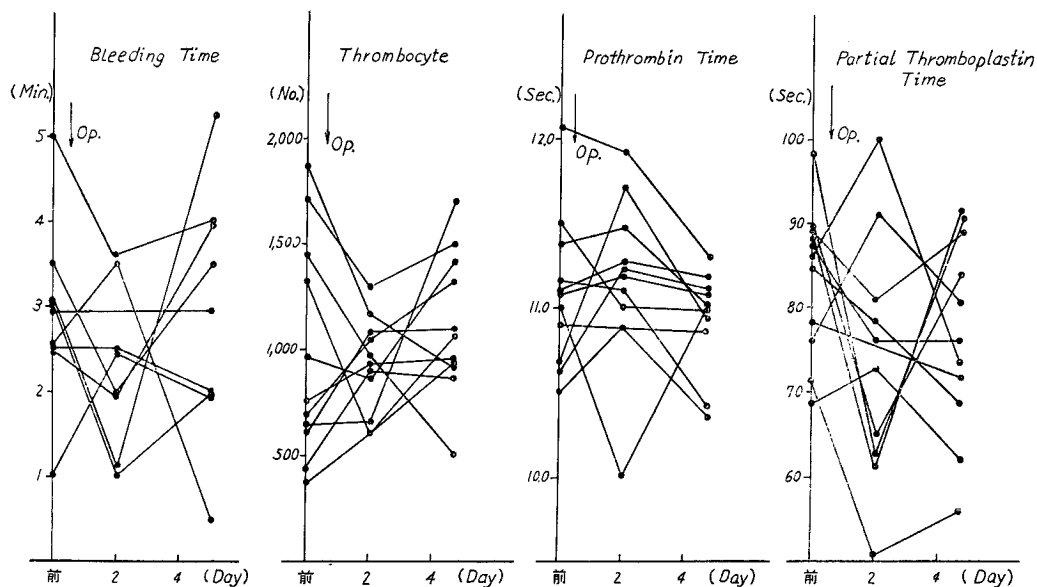 Bleeding Time
(Min.)
Op.
5
4
3
2
1
前 2 4 (Day)
Thrombocyte
(No.)
Op.
2,000
1,500
1,000
500
前 2 4 (Day)
Prothrombin Time
(Sec.)
Op.
12.0
11.0
10.0
前 2 4 (Day)
Partial Thromboplastin
Time
(Sec.)
Op.
100
90
80
70
60
前 2 4 (Day)